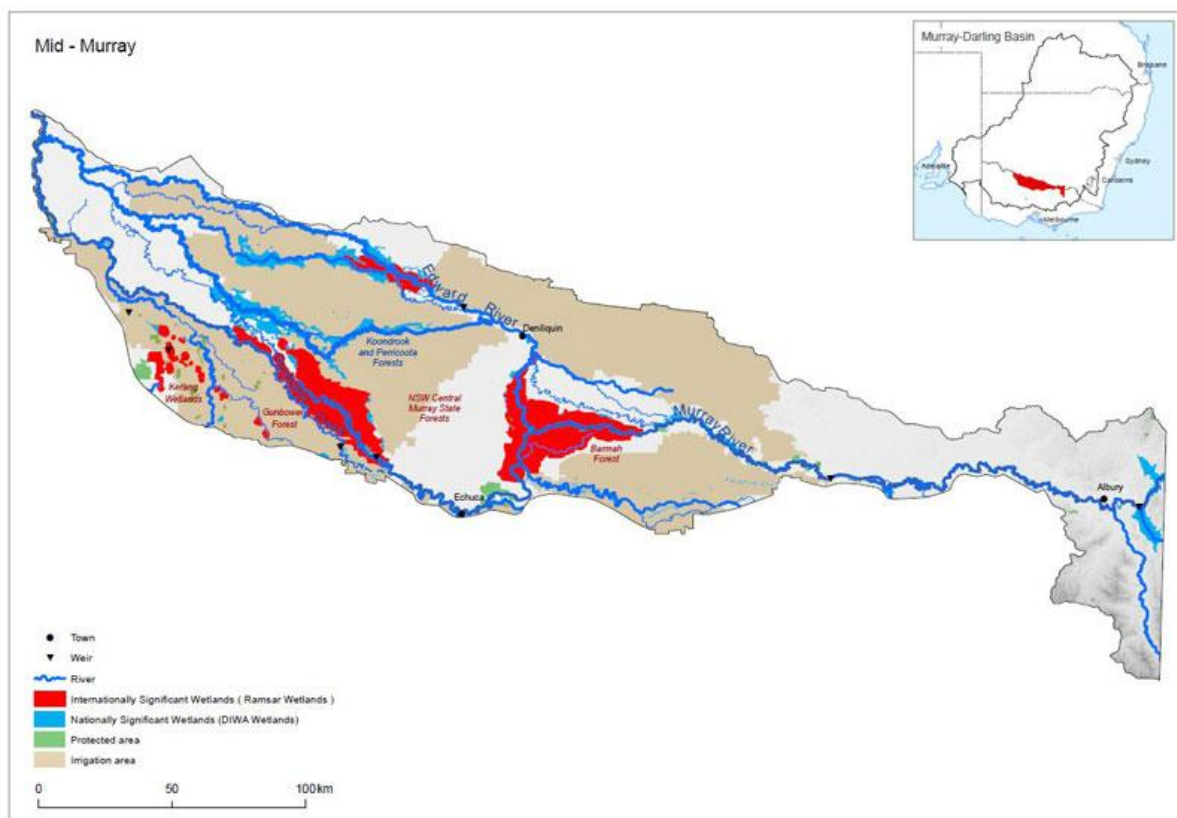 Mid - Murray
Murray-Darling Basin
Brisbane
Adelaide
Sydney
Canberra
Melbourne
Edward River
Deniliquin
Koondrook
and Perricoota
Forests
NSW Central
Murray State
Forests
Murray River
Barmah
Forest
Kerang
Wetlands
Gunbower
Forest
Echuca
Albury
Town
Weir
River
Internationally Significant Wetlands ( Ramsar Wetlands )
Nationally Significant Wetlands (DIWA Wetlands)
Protected area
Irrigation area
0 50 100km